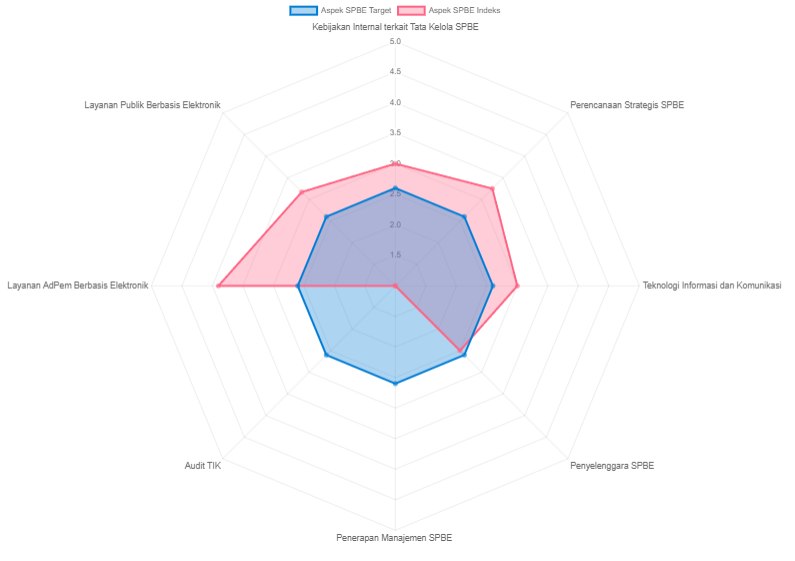 Aspek SPBE Target Aspek SPBE Indeks
Kebijakan Internal terkait Tata Kelola SPBE
5.0
4.5
Layanan Publik Berbasis Elektronik
Perencanaan Strategis SPBE
4.0
3.5
3.0
2.5
2.0
1.5
Layanan AdPem Berbasis Elektronik
Teknologi Informasi dan Komunikasi
Audit TIK
Penyelenggara SPBE
Penerapan Manajemen SPBE